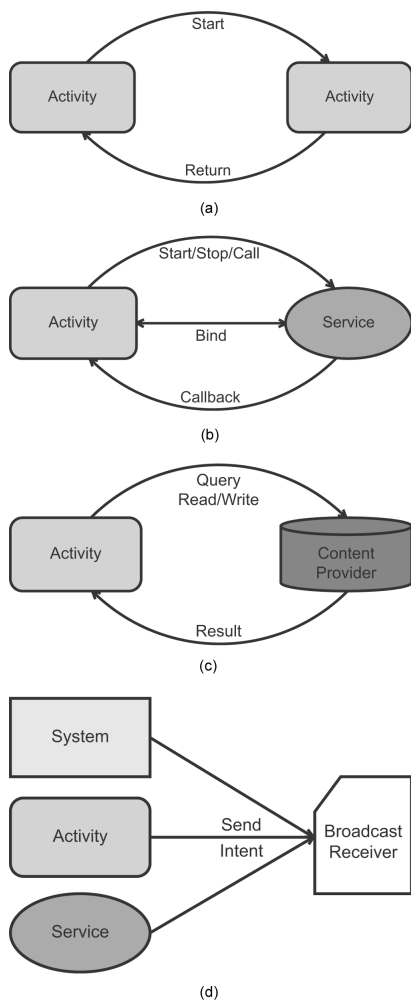 Start
Activity
Activity
Return
(a)
Start/Stop/Call
Activity
Service
Bind
Callback
(b)
Query
Read/Write
Activity
Content
Provider
Result
(c)
System
Activity
Send
Intent
Broadcast
Receiver
Service
(d)